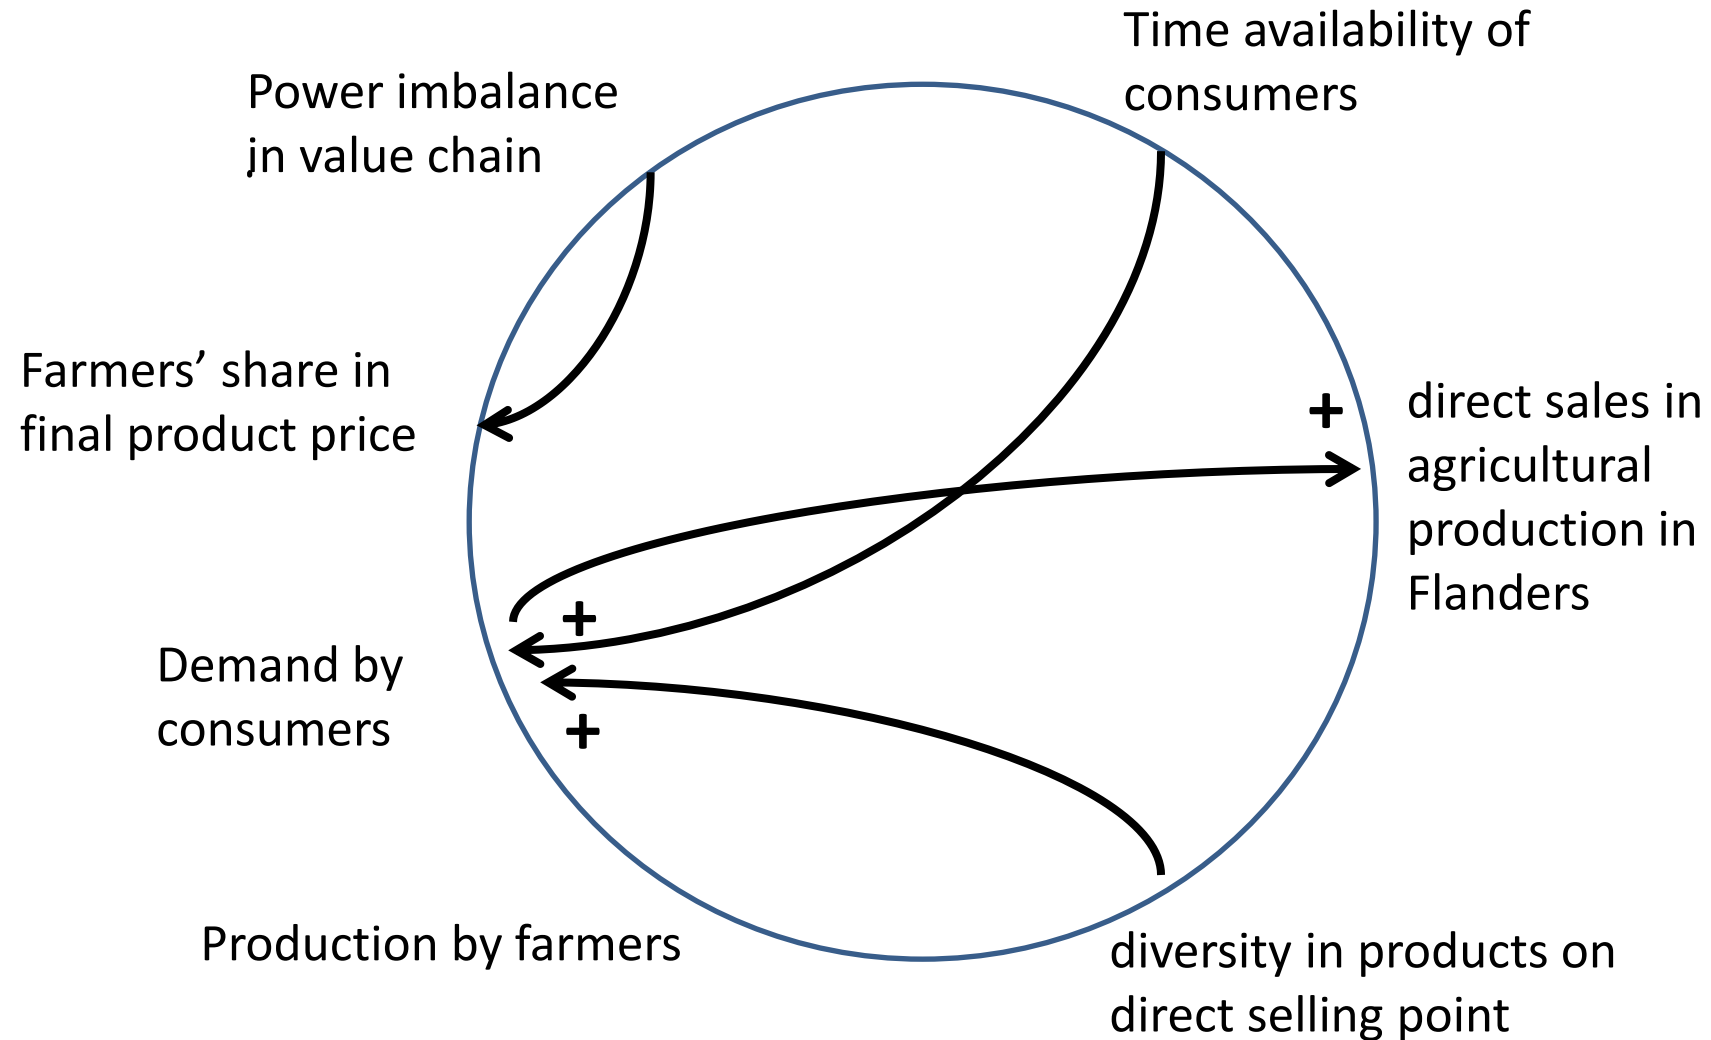 Time availability of
consumers
Power imbalance
in value chain
Farmers’ share in
final product price
+
direct sales in
agricultural
production in
Flanders
+
Demand by
consumers
+
Production by farmers
diversity in products on
direct selling point